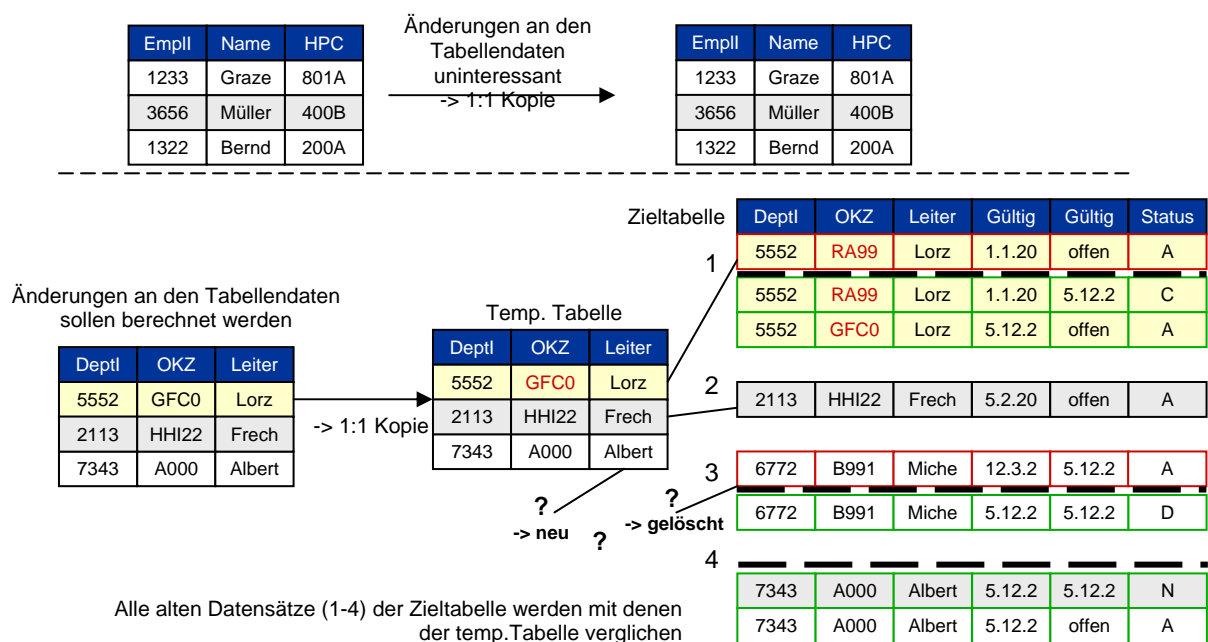 EmplI Name HPC
1233 Graze 801A
3656 Müller 400B
1322 Bernd 200A
Änderungen an den
Tabellendaten
uninteressant
-> 1:1 Kopie
EmplI Name HPC
1233 Graze 801A
3656 Müller 400B
1322 Bernd 200A
Änderungen an den Tabellendaten
sollen berechnet werden
DeptI OKZ Leiter
5552 GFC0 Lorz
2113 HHI22 Frech
7343 A000 Albert
-> 1:1 Kopie
Temp. Tabelle
DeptI OKZ Leiter
5552 GFC0 Lorz
2113 HHI22 Frech
7343 A000 Albert
?
-> neu
?
?
-> gelöscht
Zieltabelle
DeptI OKZ Leiter Gültig Gültig Status
1
5552 RA99 Lorz 1.1.20 offen A
5552 RA99 Lorz 1.1.20 5.12.2 C
5552 GFC0 Lorz 5.12.2 offen A
2
2113 HHI22 Frech 5.2.20 offen A
3
6772 B991 Miche 12.3.2 5.12.2 A
6772 B991 Miche 5.12.2 5.12.2 D
4
7343 A000 Albert 5.12.2 5.12.2 N
7343 A000 Albert 5.12.2 offen A
Alle alten Datensätze (1-4) der Zieltabelle werden mit denen
der temp.Tabelle verglichen